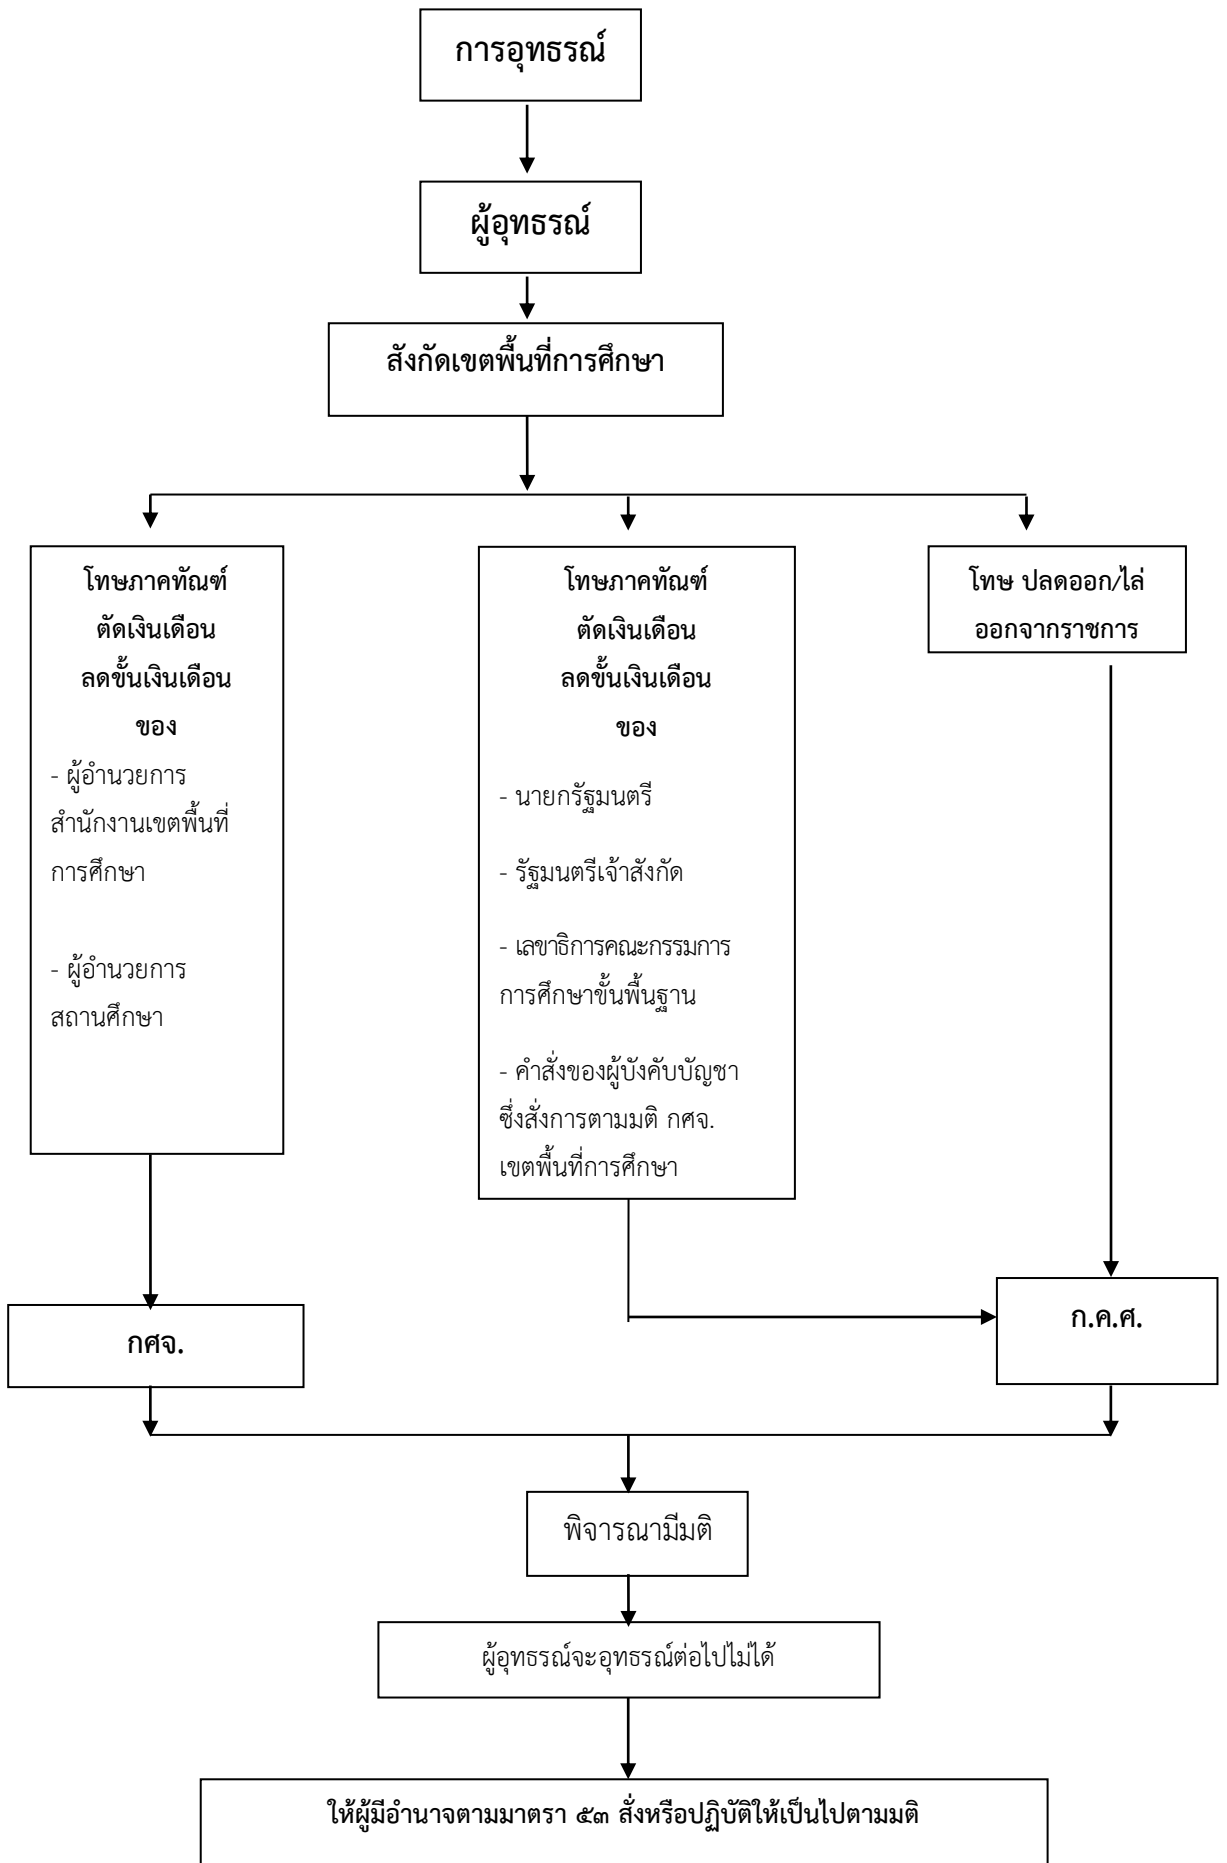 การอุทธรณ์
ผู้อุทธรณ์
สังกัดเขตพื้นที่การศึกษา
โทษภาคทัณฑ์
ตัดเงินเดือน
ลดขั้นเงินเดือน
ของ
- ผู้อำนวยการ
สำนักงานเขตพื้นที่
การศึกษา
- ผู้อำนวยการ
สถานศึกษา
โทษภาคทัณฑ์
ตัดเงินเดือน
ลดขั้นเงินเดือน
ของ
- นายกรัฐมนตรี
- รัฐมนตรีเจ้าสังกัด
- เลขาธิการคณะกรรมการ
การศึกษาขั้นพื้นฐาน
- คำสั่งของผู้บังคับบัญชา
ซึ่งสั่งการตามมติ กศจ.
เขตพื้นที่การศึกษา
โทษ ปลดออก/ไล่
ออกจากราชการ
กศจ.
ก.ค.ศ.
พิจารณามีมติ
ผู้อุทธรณ์จะอุทธรณ์ต่อไปไม่ได้
ให้ผู้มีอำนาจตามมาตรา ๕๓ สั่งหรือปฏิบัติให้เป็นไปตามมติ